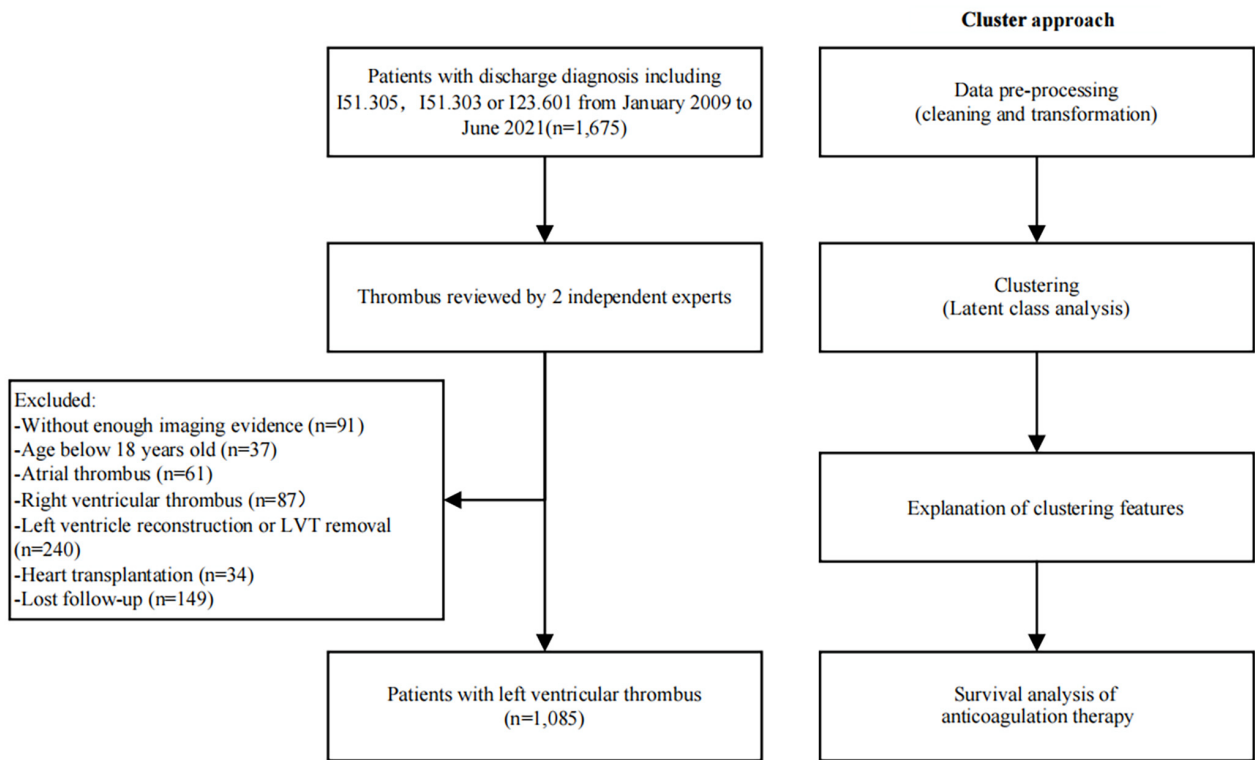 Patients with discharge diagnosis including
I51.305，I51.303 or I23.601 from January 2009 to
June 2021(n=1,675)
Thrombus reviewed by 2 independent experts
Excluded:
-Without enough imaging evidence (n=91)
-Age below 18 years old (n=37)
-Atrial thrombus (n=61)
-Right ventricular thrombus (n=87）
-Left ventricle reconstruction or LVT removal
(n=240)
-Heart transplantation (n=34)
-Lost follow-up (n=149)
Patients with left ventricular thrombus
(n=1,085)
Cluster approach
Data pre-processing
(cleaning and transformation)
Clustering
(Latent class analysis)
Explanation of clustering features
Survival analysis of
anticoagulation therapy